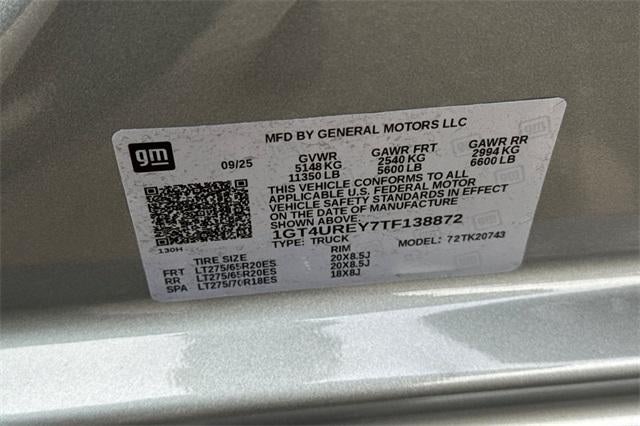 MFD BY GENERAL MOTORS LLC
gm
09/25 GVWR GAWR FRT GAWR RR
5148 KG 2540 KG 2994 KG
11350 LB 5600 LB 6600 LB
THIS VEHICLE CONFORMS TO ALL
APPLICABLE U.S. FEDERAL MOTOR
VEHICLE SAFETY STANDARDS IN EFFECT
ON THE DATE OF MANUFACTURE
SHOWN ABOVE.
1GT4UREY7TF138872
130H
TYPE: TRUCK MODEL: 72TK20743
TIRE SIZE RIM
FRT LT275/65R20ES 20X8.5J
RR LT275/65R20ES 20X8.5J
SPA LT275/70R18ES 18X8J